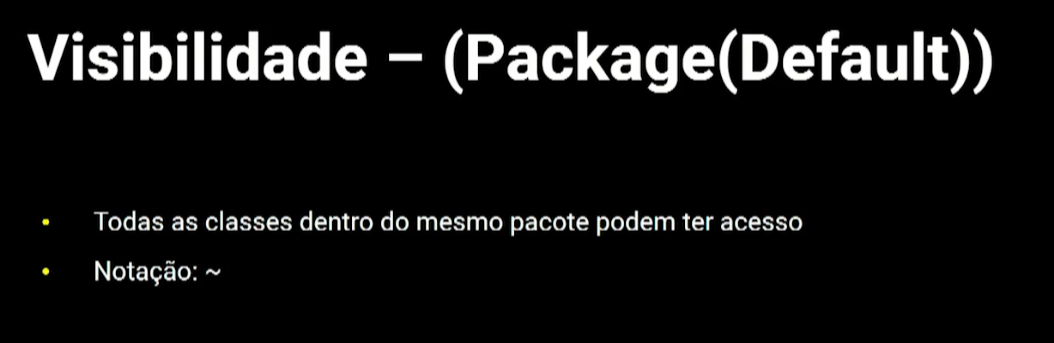 Visibilidade – (Package(Default))
• Todas as classes dentro do mesmo pacote podem ter acesso
• Notação: ~